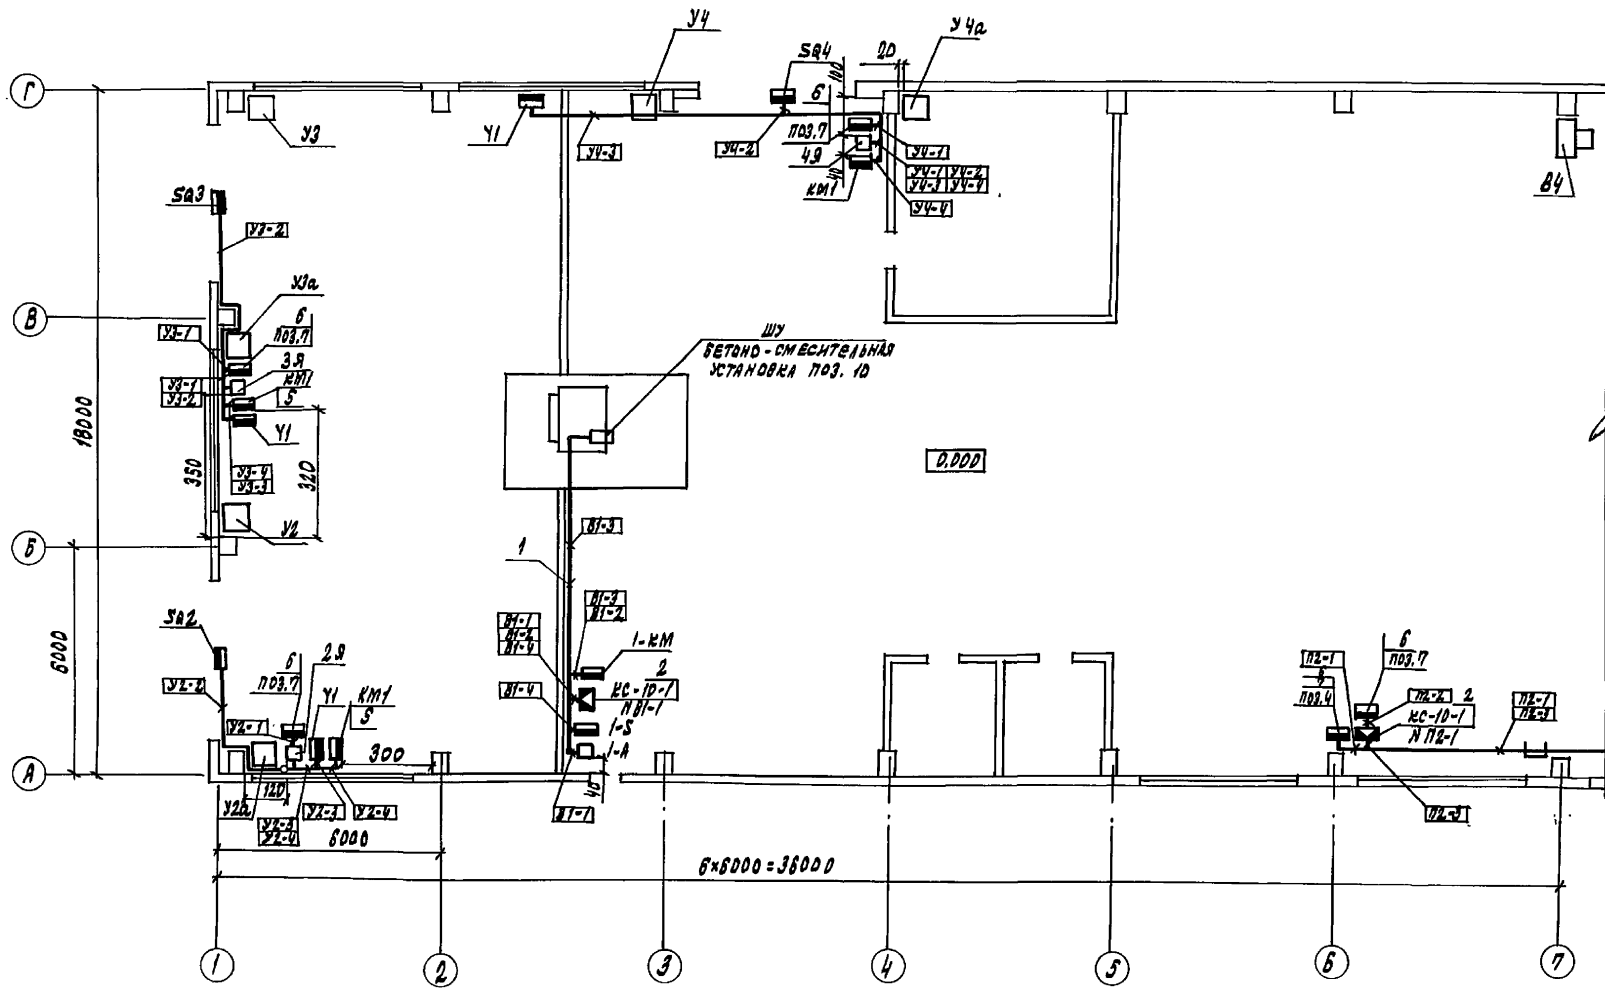 У4
У4а
SQ4
20
100
6
Г
У3
Ч1
ПОЗ.7
У4-3
У4-2
4Я
У4-1
У4-1 У4-2
У4-3 У4-4
40
КМ1
У4-4
В4
SQ3
У3-2
У3а
В
6
У3-1
ПОЗ.7
3Я
У3-1
У3-2
КМ1
5
Ч1
ШУ
БЕТОНО-СМЕСИТЕЛЬНАЯ
УСТАНОВКА ПОЗ. 10
18000
350
320
У3-4
У3-3
0,000
У2
Б
В1-3
1
6000
SQ2
В1-3
В1-2
В1-1
В1-2
В1-4
1-КМ
2
КС-10-1
N В1-1
В1-4
1-S
1-А
40
В1-1
6
2Я
ПОЗ.7
Ч1
КМ1
5
У2-2
У2-1
300
А
120
У2а
У2-3
У2-4
У2-3
У2-4
6000
6
ПОЗ.7
П2-1
ПОЗ.4
П2-2
2
КС-10-1
N П2-1
П2-1
П2-3
П2-3
6×6000=36000
1
2
3
4
5
6
7